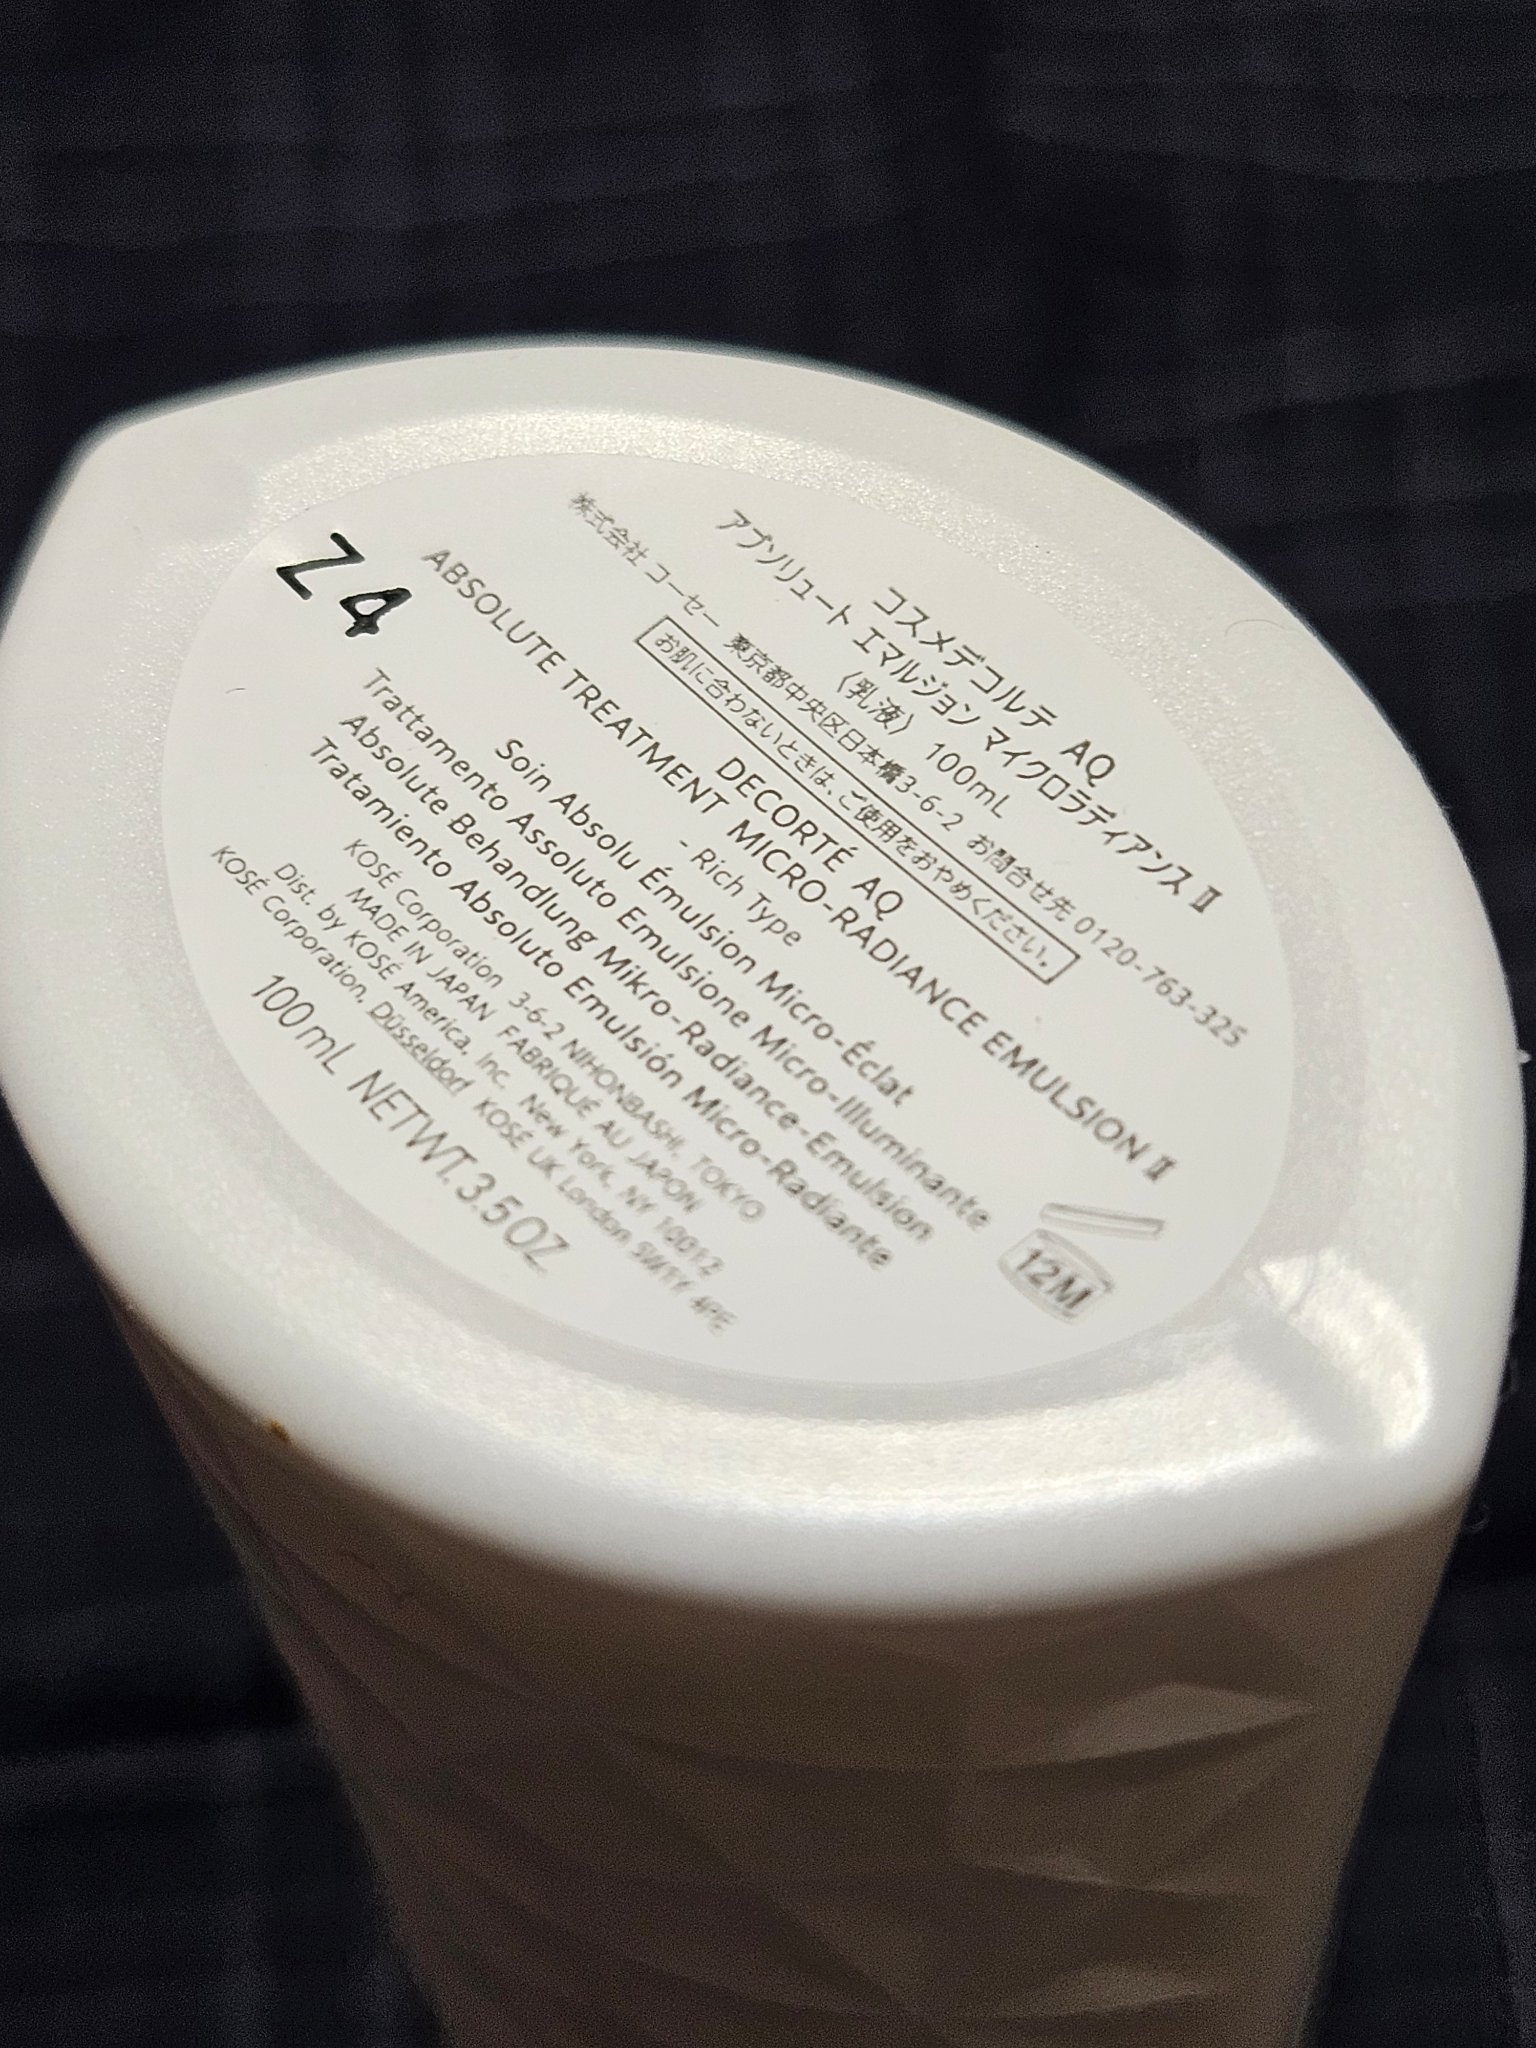 コスメデコルテ AQ
アブソリュート エマルジョン マイクロラディアンス Ⅱ
〈乳液〉 100mL
株式会社 コーセー 東京都中央区日本橋3-6-2 お問合せ先 0120-763-325
お肌に合わないときは、ご使用をおやめください。
DECORTÉ AQ
ABSOLUTE TREATMENT MICRO-RADIANCE EMULSION Ⅱ
- Rich Type
Z4
Soin Absolu Émulsion Micro-Éclat
Trattamento Assoluto Emulsione Micro-Illuminante
Absolute Behandlung Mikro-Radiance-Emulsion
Tratamiento Absoluto Emulsión Micro-Radiante
KOSÉ Corporation 3-6-2 NIHONBASHI, TOKYO
MADE IN JAPAN FABRIQUÉ AU JAPON
Dist. by KOSÉ America, Inc. New York, NY 10012
KOSÉ Corporation, Düsseldorf KOSÉ UK London SW1Y 4PE
100mL NETWT. 3.5 OZ.
12M